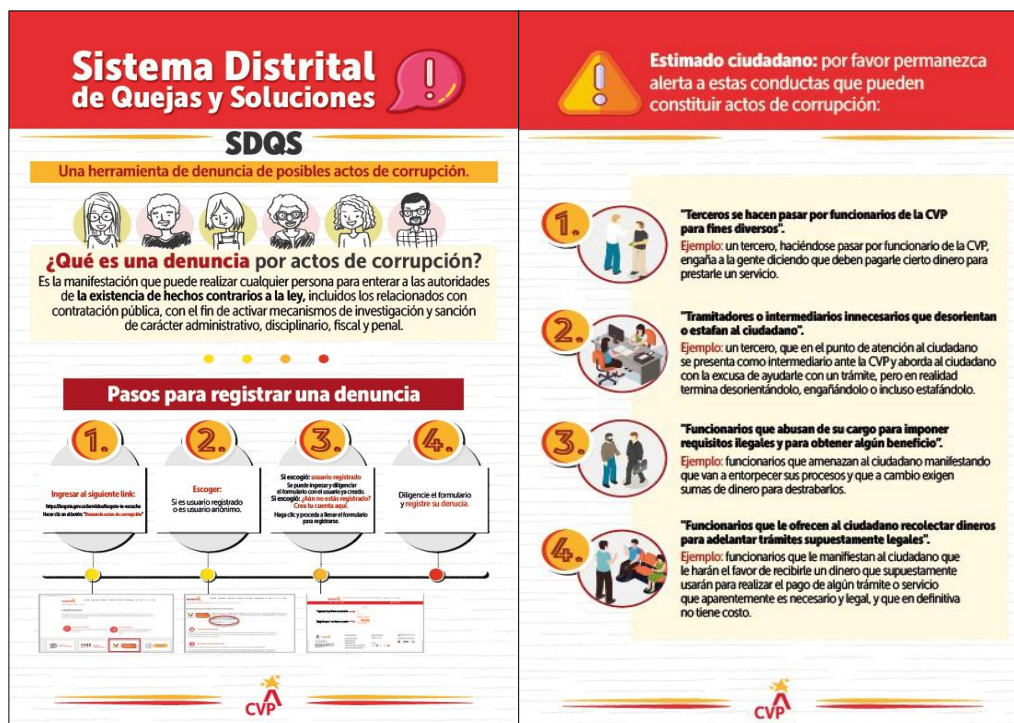 Sistema Distrital
de Quejas y Soluciones
SDQS
Una herramienta de denuncia de posibles actos de corrupción.
¿Qué es una denuncia por actos de corrupción?
Es la manifestación que puede realizar cualquier persona para enterar a las autoridades
de la existencia de hechos contrarios a la ley, incluidos los relacionados con
contratación pública, con el fin de activar mecanismos de investigación y sanción
de carácter administrativo, disciplinario, fiscal y penal.
Pasos para registrar una denuncia
1.
Ingresar al siguiente link:
Hacer clic en el botón: "Denuncia actos de corrupción"
2.
Escoger:
Si es usuario registrado
o es usuario anónimo.
3.
Si escogió: usuario registrado
Se puede ingresar y diligenciar
el formulario con el usuario ya creado.
Si escogió: ¿Aún no estás registrado?
Crea tu cuenta aquí.
Haga clic y proceda a llenar el formulario
para registrarse.
4.
Diligencie el formulario
y registre su denucia.
CVP
Estimado ciudadano: por favor permanezca
alerta a estas conductas que pueden
constituir actos de corrupción:
1.
"Terceros se hacen pasar por funcionarios de la CVP
para fines diversos".
Ejemplo: un tercero, haciéndose pasar por funcionario de la CVP,
engaña a la gente diciendo que deben pagarle cierto dinero para
prestarle un servicio.
2.
"Tramitadores o intermediarios innecesarios que desorientan
o estafan al ciudadano".
Ejemplo: un tercero, que en el punto de atención al ciudadano
se presenta como intermediario ante la CVP y aborda al ciudadano
con la excusa de ayudarle con un trámite, pero en realidad
termina desorientándolo, engañándolo o incluso estafándolo.
3.
"Funcionarios que abusan de su cargo para imponer
requisitos ilegales y para obtener algún beneficio".
Ejemplo: funcionarios que amenazan al ciudadano manifestando
que van a entorpecer sus procesos y que a cambio exigen
sumas de dinero para destrabarlos.
4.
"Funcionarios que le ofrecen al ciudadano recolectar dineros
para adelantar trámites supuestamente legales".
Ejemplo: funcionarios que le manifiestan al ciudadano que
le harán el favor de recibirle un dinero que supuestamente
usarán para realizar el pago de algún trámite o servicio
que aparentemente es necesario y legal, y que en definitiva
no tiene costo.
CVP